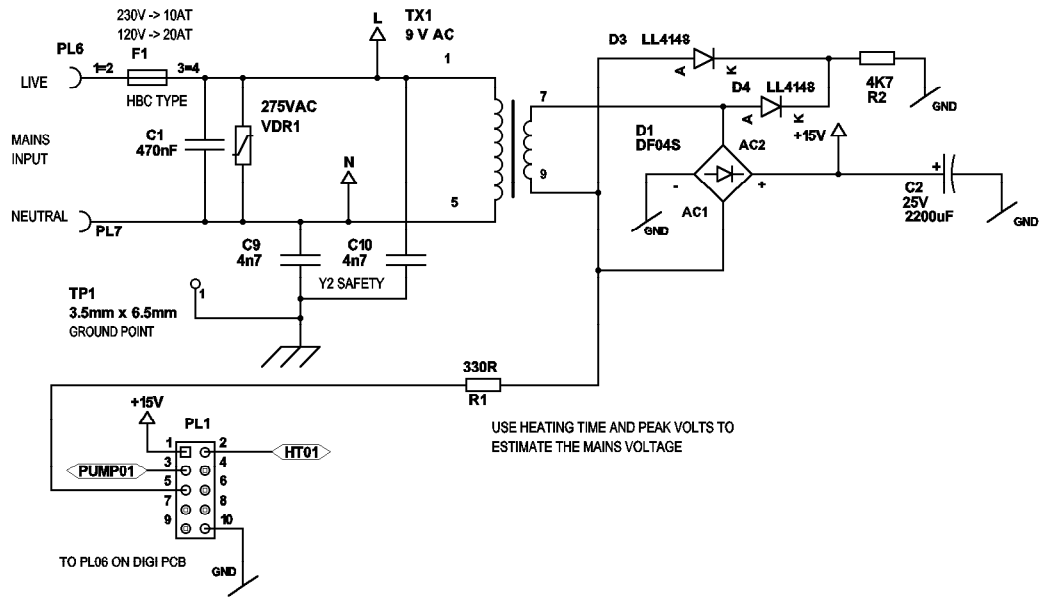 230V -> 10AT
120V -> 20AT
F1
PL6
1=2
3=4
LIVE
HBC TYPE
L
TX1
9 V AC
1
D3 LL4148
A
K
D4 LL4148
A
K
4K7
R2
GND
MAINS
INPUT
C1
470nF
275VAC
VDR1
7
9
D1
DF04S
AC2
+15V
-
+
AC1
GND
+
C2
25V
2200uF
GND
N
5
NEUTRAL
PL7
C9
4n7
C10
4n7
Y2 SAFETY
TP1
1
3.5mm x 6.5mm
GROUND POINT
330R
R1
+15V
PL1
USE HEATING TIME AND PEAK VOLTS TO
ESTIMATE THE MAINS VOLTAGE
1
2
HT01
PUMP01
3
4
5
6
7
8
9
10
TO PL06 ON DIGI PCB
GND